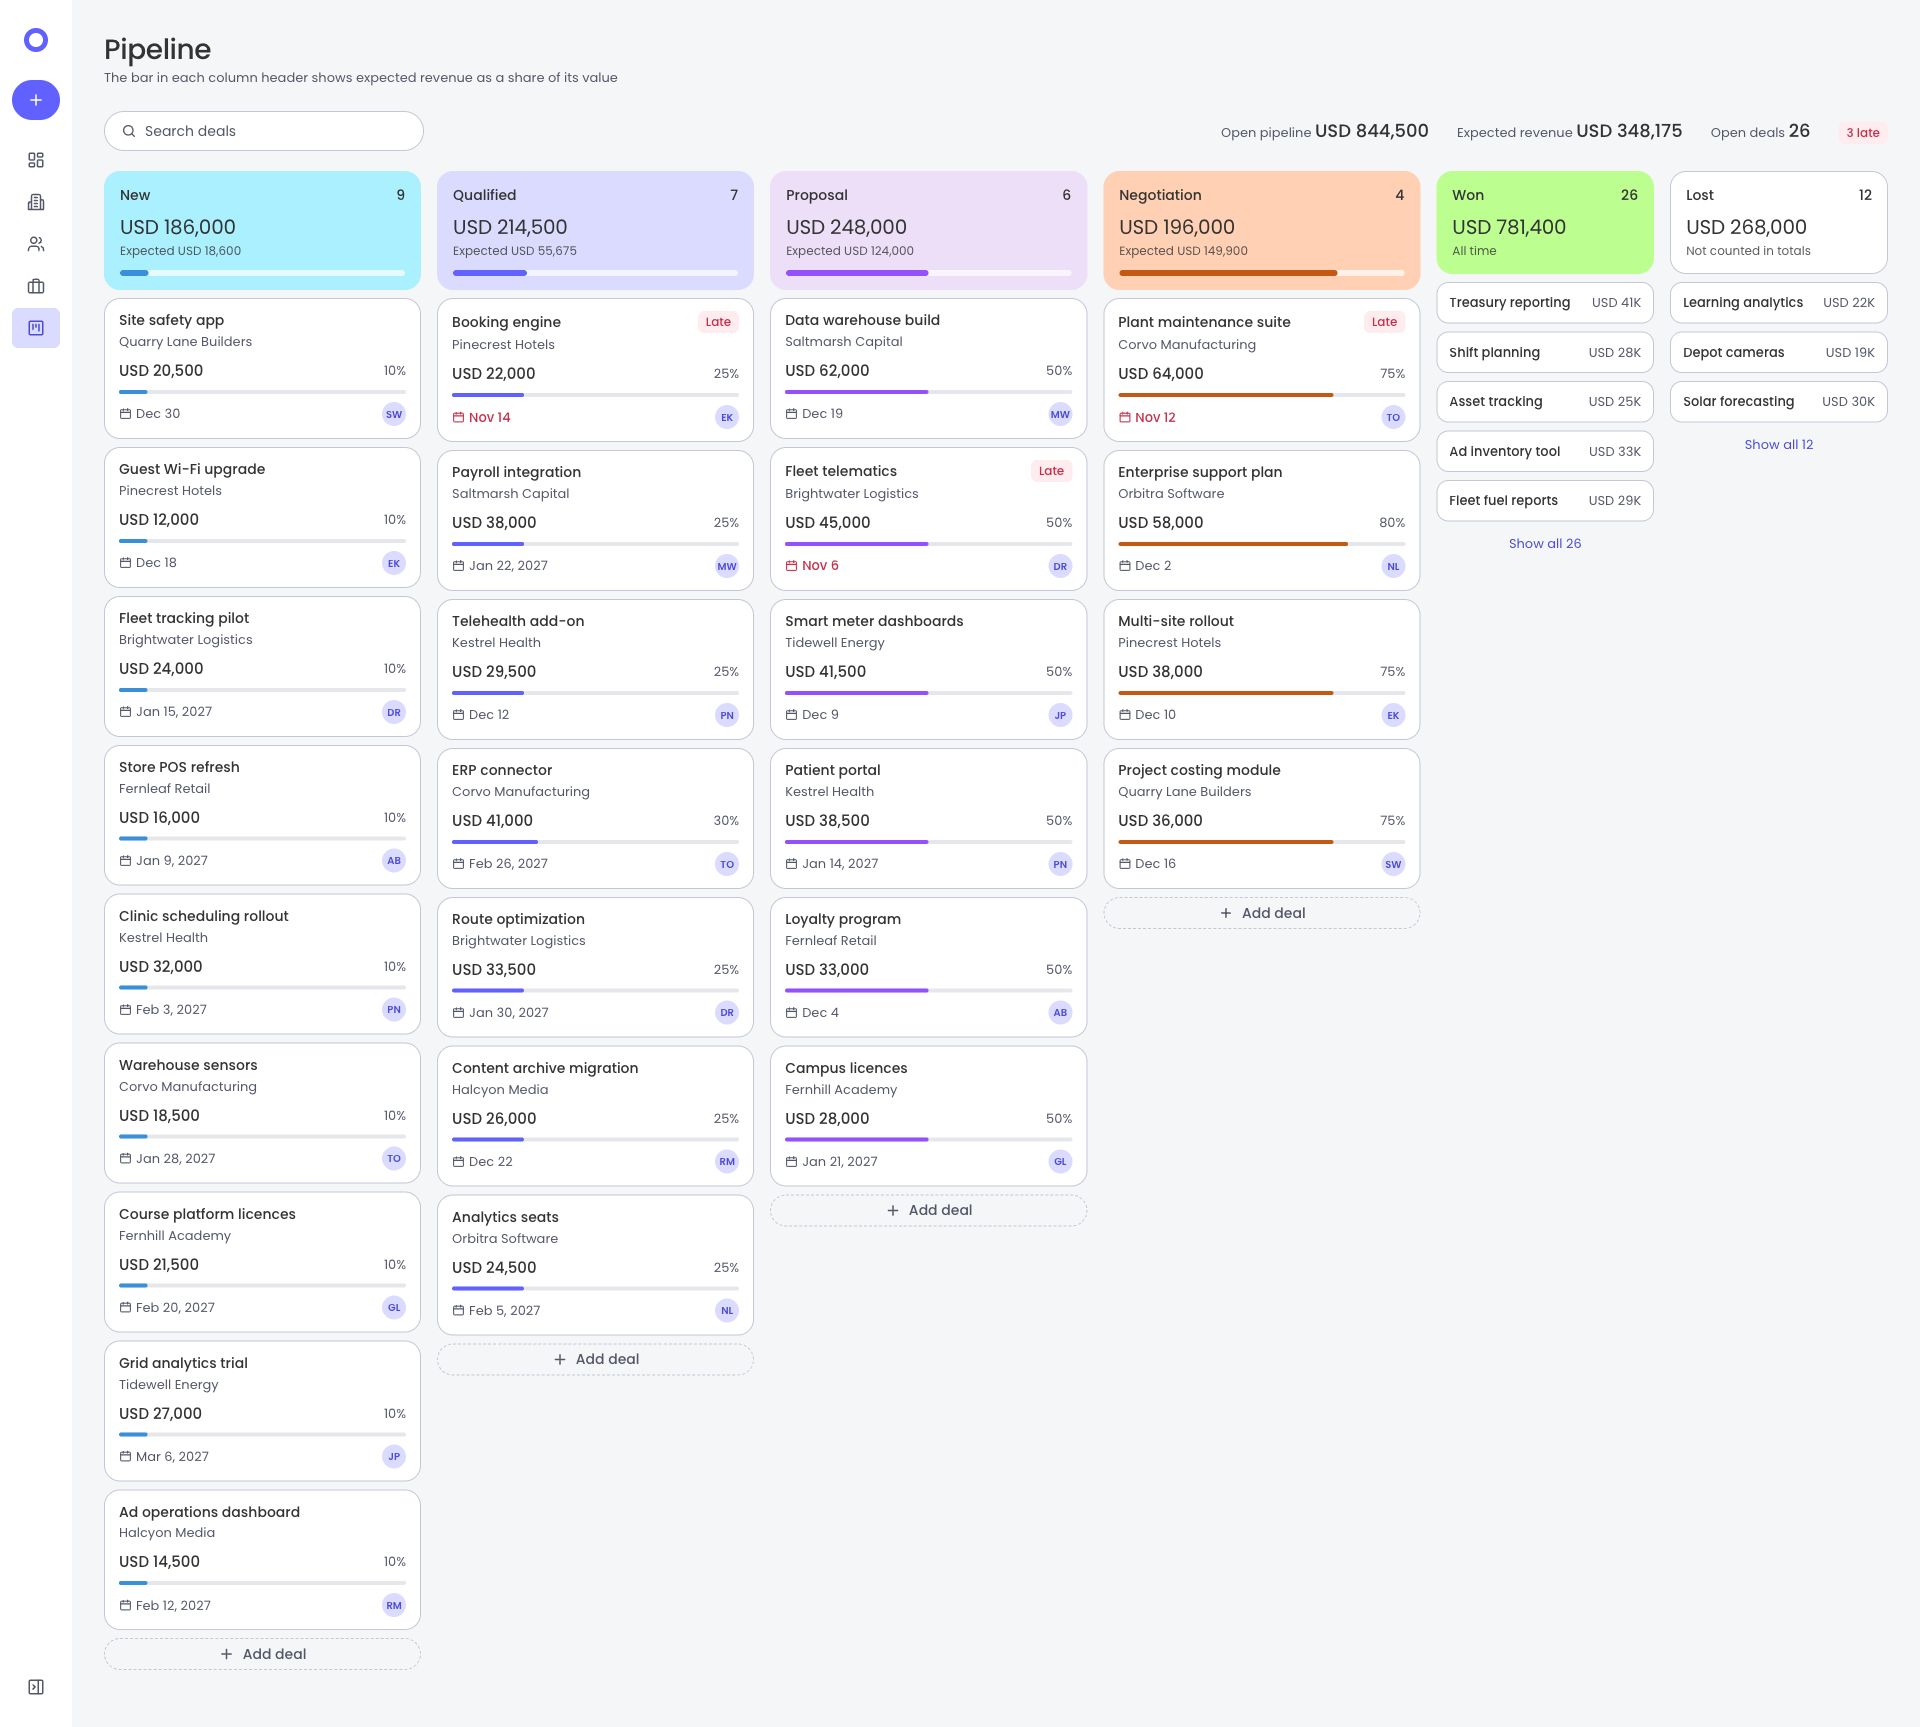 Pipeline
The bar in each column header shows expected revenue as a share of its value
Search deals
Open pipeline USD 844,500
Expected revenue USD 348,175
Open deals 26
3 late
New 9
USD 186,000
Expected USD 18,600
Site safety app
Quarry Lane Builders
USD 20,500 10%
Dec 30 SW
Guest Wi-Fi upgrade
Pinecrest Hotels
USD 12,000 10%
Dec 18 EK
Fleet tracking pilot
Brightwater Logistics
USD 24,000 10%
Jan 15, 2027 DR
Store POS refresh
Fernleaf Retail
USD 16,000 10%
Jan 9, 2027 AB
Clinic scheduling rollout
Kestrel Health
USD 32,000 10%
Feb 3, 2027 PN
Warehouse sensors
Corvo Manufacturing
USD 18,500 10%
Jan 28, 2027 TO
Course platform licences
Fernhill Academy
USD 21,500 10%
Feb 20, 2027 GL
Grid analytics trial
Tidewell Energy
USD 27,000 10%
Mar 6, 2027 JP
Ad operations dashboard
Halcyon Media
USD 14,500 10%
Feb 12, 2027 RM
Add deal
Qualified 7
USD 214,500
Expected USD 55,675
Booking engine Late
Pinecrest Hotels
USD 22,000 25%
Nov 14 EK
Payroll integration
Saltmarsh Capital
USD 38,000 25%
Jan 22, 2027 MW
Telehealth add-on
Kestrel Health
USD 29,500 25%
Dec 12 PN
ERP connector
Corvo Manufacturing
USD 41,000 30%
Feb 26, 2027 TO
Route optimization
Brightwater Logistics
USD 33,500 25%
Jan 30, 2027 DR
Content archive migration
Halcyon Media
USD 26,000 25%
Dec 22 RM
Analytics seats
Orbitra Software
USD 24,500 25%
Feb 5, 2027 NL
Add deal
Proposal 6
USD 248,000
Expected USD 124,000
Data warehouse build
Saltmarsh Capital
USD 62,000 50%
Dec 19 MW
Fleet telematics Late
Brightwater Logistics
USD 45,000 50%
Nov 6 DR
Smart meter dashboards
Tidewell Energy
USD 41,500 50%
Dec 9 JP
Patient portal
Kestrel Health
USD 38,500 50%
Jan 14, 2027 PN
Loyalty program
Fernleaf Retail
USD 33,000 50%
Dec 4 AB
Campus licences
Fernhill Academy
USD 28,000 50%
Jan 21, 2027 GL
Add deal
Negotiation 4
USD 196,000
Expected USD 149,900
Plant maintenance suite Late
Corvo Manufacturing
USD 64,000 75%
Nov 12 TO
Enterprise support plan
Orbitra Software
USD 58,000 80%
Dec 2 NL
Multi-site rollout
Pinecrest Hotels
USD 38,000 75%
Dec 10 EK
Project costing module
Quarry Lane Builders
USD 36,000 75%
Dec 16 SW
Add deal
Won 26
USD 781,400
All time
Treasury reporting USD 41K
Shift planning USD 28K
Asset tracking USD 25K
Ad inventory tool USD 33K
Fleet fuel reports USD 29K
Show all 26
Lost 12
USD 268,000
Not counted in totals
Learning analytics USD 22K
Depot cameras USD 19K
Solar forecasting USD 30K
Show all 12